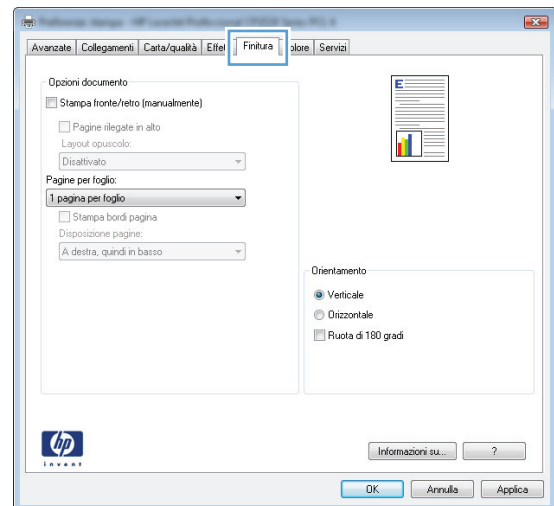 Avanzate Collegamenti Carta/qualità Effet Finitura olore Servizi
Opzioni documento
Stampa fronte/retro (manualmente)
Pagine rilegate in alto
Layout opuscolo:
Disattivato
Pagine per foglio:
1 pagina per foglio
Stampa bordi pagina
Disposizione pagine:
A destra, quindi in basso
E
Orientamento
Verticale
Orizzontale
Ruota di 180 gradi
hp
invent
Informazioni su... ?
OK Annulla Applica